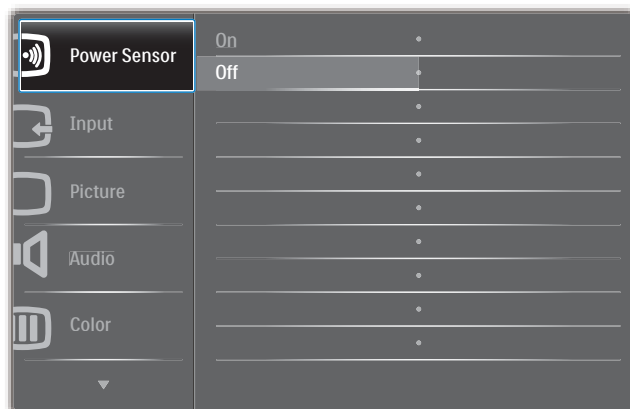 Power Sensor
On
Off
Input
Picture
Audio
Color